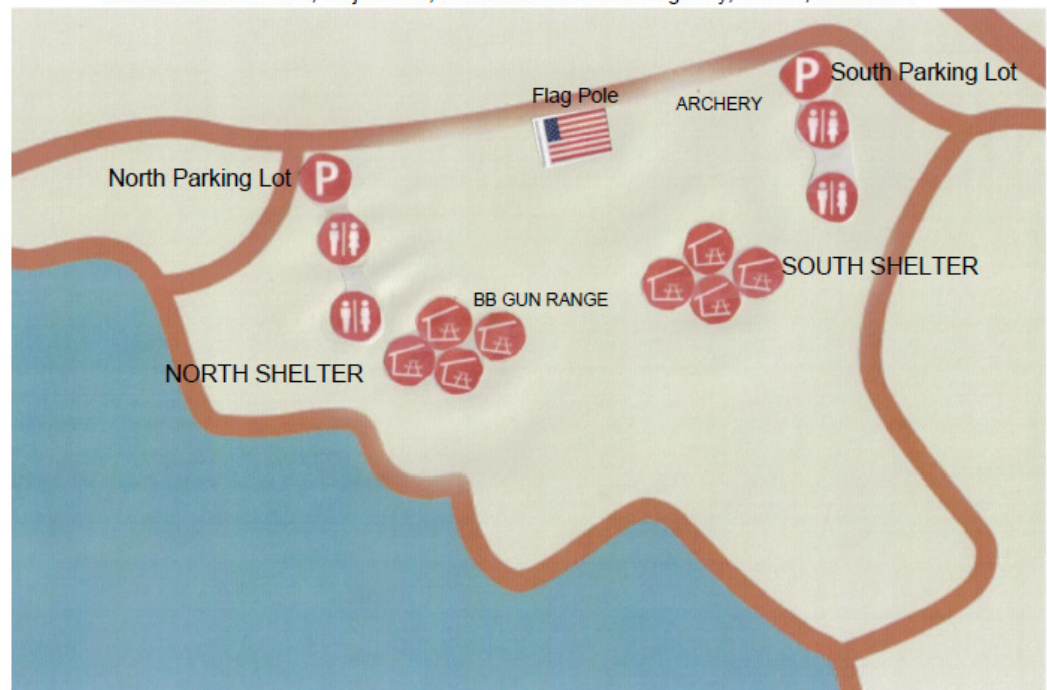 Flag Pole
ARCHERY
P South Parking Lot
North Parking Lot P
SOUTH SHELTER
BB GUN RANGE
NORTH SHELTER